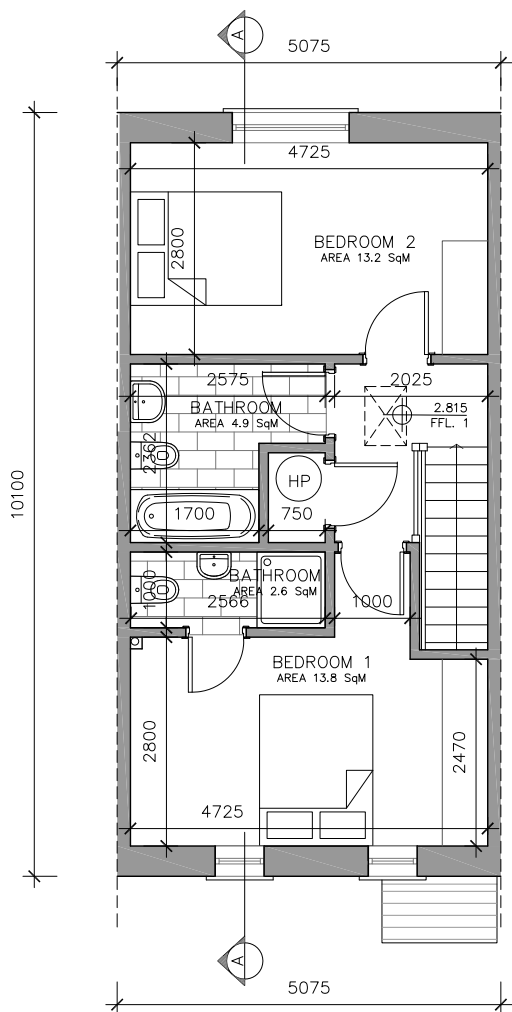 A
5075
4725
2800
BEDROOM 2
AREA 13.2 SqM
10100
2575
2025
BATHROOM
AREA 4.9 SqM
2.815
FFL. 1
2362
HP
1700
750
BATHROOM
AREA 2.6 SqM
1000
2566
1000
BEDROOM 1
AREA 13.8 SqM
2800
2470
4725
A
5075